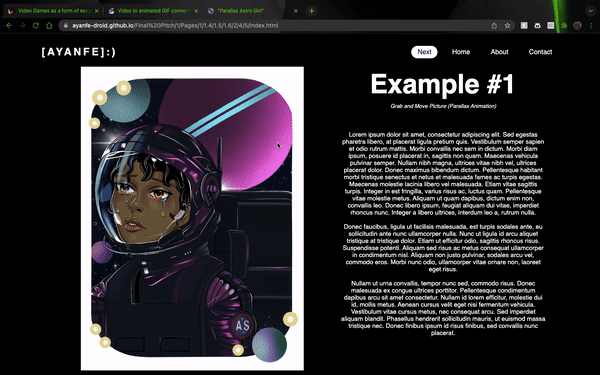 Video Games as a form of esc
Video to animated GIF conver
"Parallax Astro Girl"
ayanfe-droid.github.io/Final%20Pitch/1/Pages/1/1.4/1.5/1.6/2/4/5/index.html
[AYANFE]:)
Next
Home
About
Contact
Example #1
Grab and Move Picture (Parallax Animation)
Lorem ipsum dolor sit amet, consectetur adipiscing elit. Sed egestas
pharetra libero, at placerat ligula pretium quis. Vestibulum semper sapien
et odio rutrum mattis. Morbi convallis nec sem in dictum. Morbi diam
ipsum, posuere id placerat in, sagittis non quam. Maecenas vehicula
pulvinar semper. Nullam nibh magna, ultrices vitae nibh vel, ultrices
placerat dolor. Donec maximus bibendum dictum. Pellentesque habitant
morbi tristique senectus et netus et malesuada fames ac turpis egestas.
Maecenas molestie lacinia libero vel malesuada. Etiam vitae sagittis
turpis. Integer in est fringilla, varius risus ac, luctus quam. Pellentesque
vitae molestie metus. Aliquam ut quam dapibus, dictum enim non,
convallis leo. Donec libero ipsum, feugiat aliquam dui vitae, imperdiet
rhoncus nunc. Integer a libero ultrices, interdum leo a, rutrum nulla.
Donec faucibus, ligula ut facilisis malesuada, est turpis sodales ante, eu
sollicitudin ante nunc ullamcorper nulla. Nunc ut ligula id arcu aliquet
tristique at tristique dolor. Etiam ut efficitur odio, sagittis rhoncus risus.
Suspendisse potenti. Aliquam sed risus ac metus consequat ullamcorper
in condimentum nisl. Aliquam non justo pulvinar, sodales arcu vel,
commodo eros. Morbi nunc odio, ullamcorper vitae ornare non, laoreet
eget risus.
Nullam ut urna convallis, tempor nunc sed, commodo risus. Donec
malesuada ex congue ultrices porttitor. Pellentesque condimentum
dapibus arcu sit amet consectetur. Nullam id lorem efficitur, molestie dui
id, mollis metus. Aenean cursus velit eget nisi fermentum vehicula.
Vestibulum vitae cursus metus, nec consequat arcu. Sed imperdiet
aliquam blandit. Phasellus hendrerit sollicitudin mauris, ut euismod massa
tristique nec. Donec finibus ipsum id risus finibus, sed convallis nunc
placerat.
AS